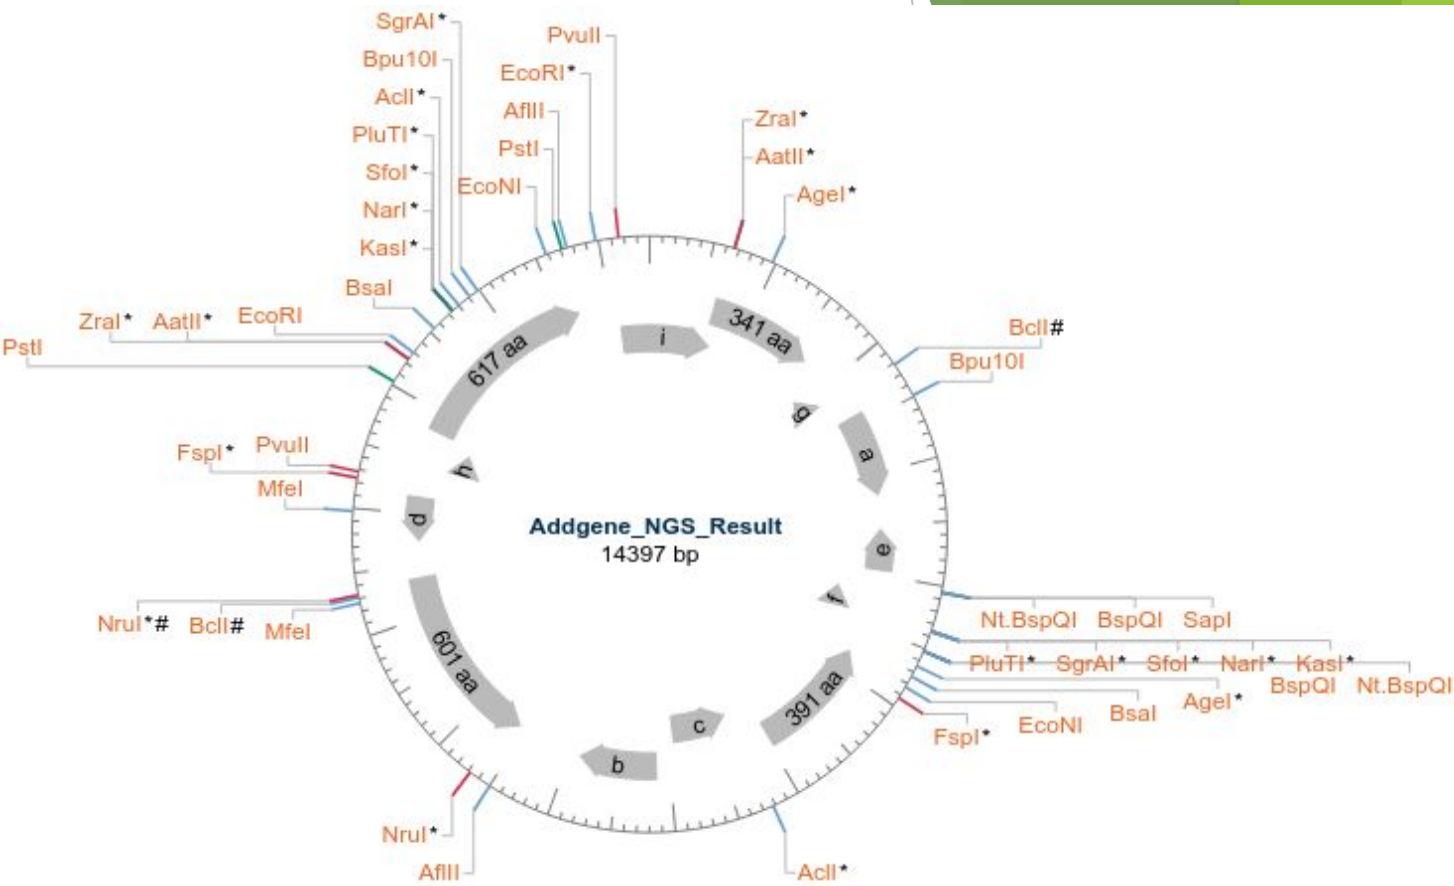 SgrAI*
PvuII
Bpu10I
EcoRI*
AclI*
AflII
ZraI*
PluTI*
PstI
AatII*
SfoI*
EcoNI
AgeI*
NarI*
KasI*
BsaI
ZraI* AatII* EcoRI
PstI
BclI#
Bpu10I
341 aa
i
617 aa
g
a
FspI* PvuII
h
MfeI
d
Addgene_NGS_Result
14397 bp
e
f
NruI*# BclI# MfeI
Nt.BspQI BspQI SapI
PluTI* SgrAI* SfoI* NarI* KasI*
BspQI Nt.BspQI
AgeI*
BsaI
EcoNI
FspI*
601 aa
391 aa
c
b
NruI*
AflII
AclI*